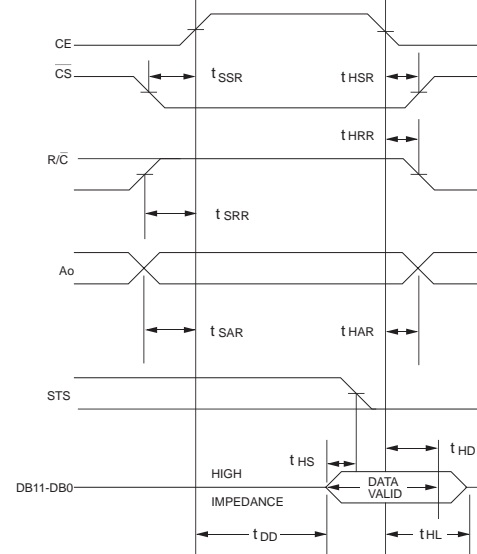 CE
CS
t SSR
t HSR
t HRR
R/C
t SRR
Ao
t SAR
t HAR
STS
t HS
t HD
DB11-DB0
HIGH
IMPEDANCE
DATA
VALID
t DD
t HL